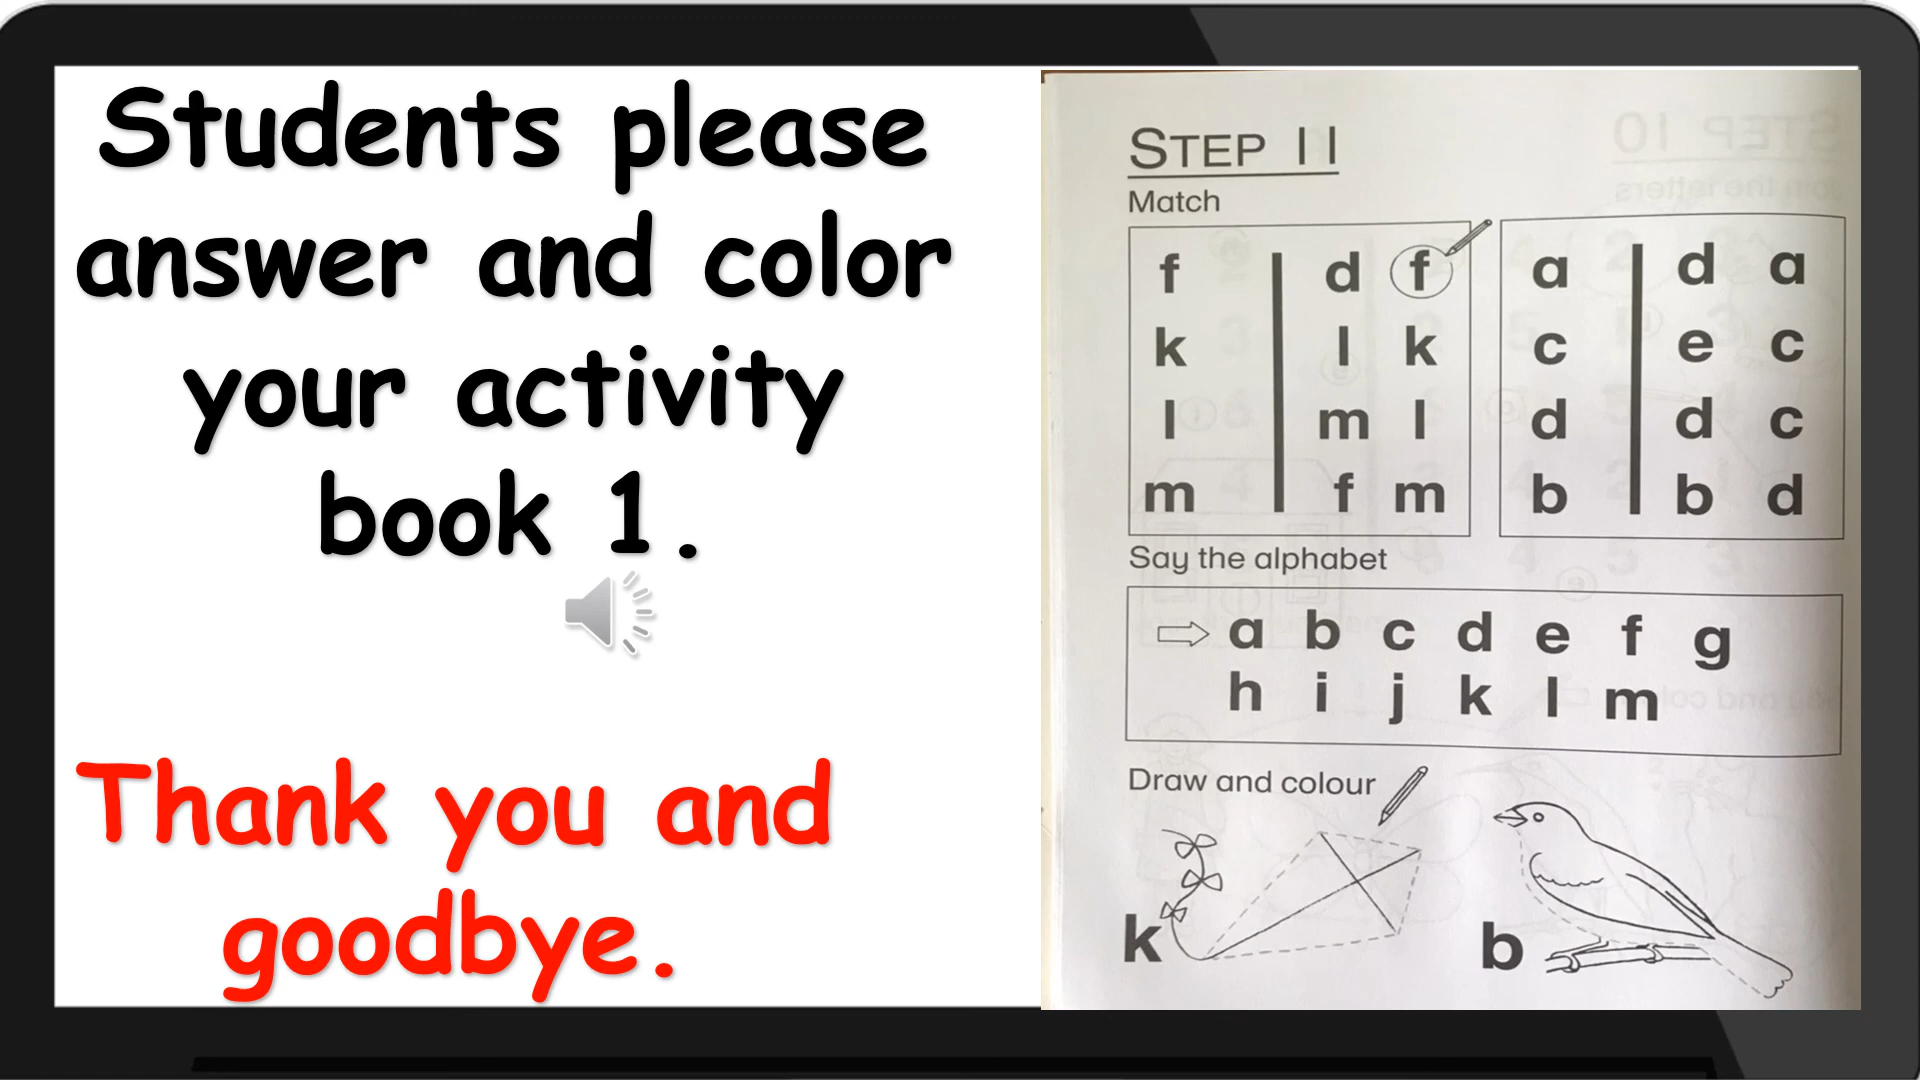 Students please
answer and color
your activity
book 1.
Thank you and
goodbye.
STEP 11
Match
f d f
k l k
l m l
m f m
a d a
c e c
d d c
b b d
Say the alphabet
a b c d e f g
h i j k l m
Draw and colour
k
b